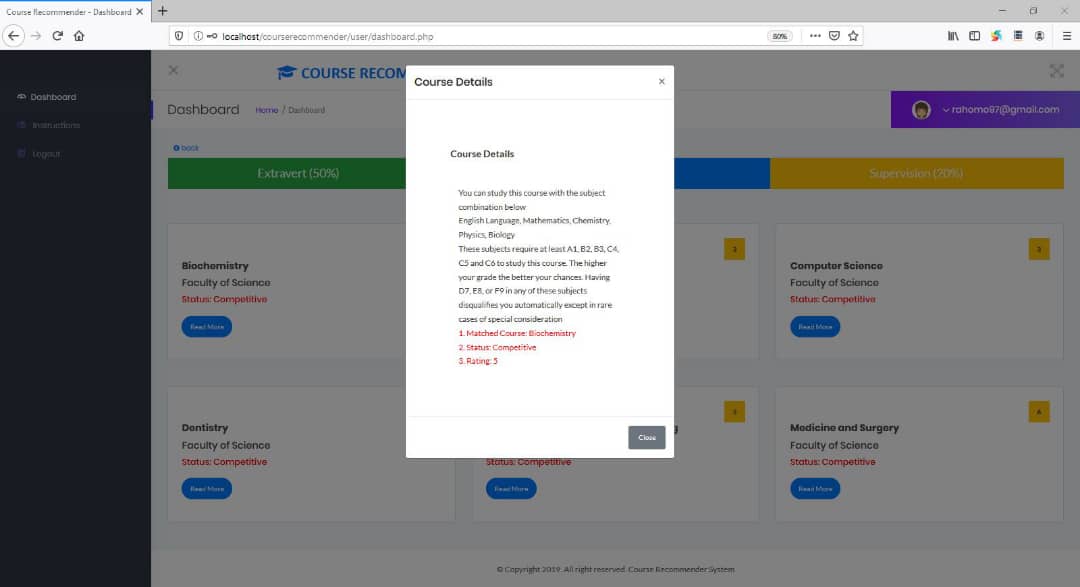 Course Recommender - Dashboard
localhost/courserecommender/user/dashboard.php
80%
COURSE RECOM
Course Details
Dashboard
Instructions
Logout
Dashboard
Home / Dashboard
rahomo97@gmail.com
back
Extravert (50%)
Supervision (20%)
Course Details
You can study this course with the subject
combination below
English Language, Mathematics, Chemistry,
Physics, Biology
These subjects require at least A1, B2, B3, C4,
C5 and C6 to study this course. The higher
your grade the better your chances. Having
D7, E8, or F9 in any of these subjects
disqualifies you automatically except in rare
cases of special consideration
1. Matched Course: Biochemistry
2. Status: Competitive
3. Rating: 5
Close
Biochemistry
Faculty of Science
Status: Competitive
Read More
3
Computer Science
Faculty of Science
Status: Competitive
Read More
Dentistry
Faculty of Science
Status: Competitive
Read More
g
Status: Competitive
Read More
Medicine and Surgery
Faculty of Science
Status: Competitive
Read More
© Copyright 2019. All right reserved. Course Recommender System